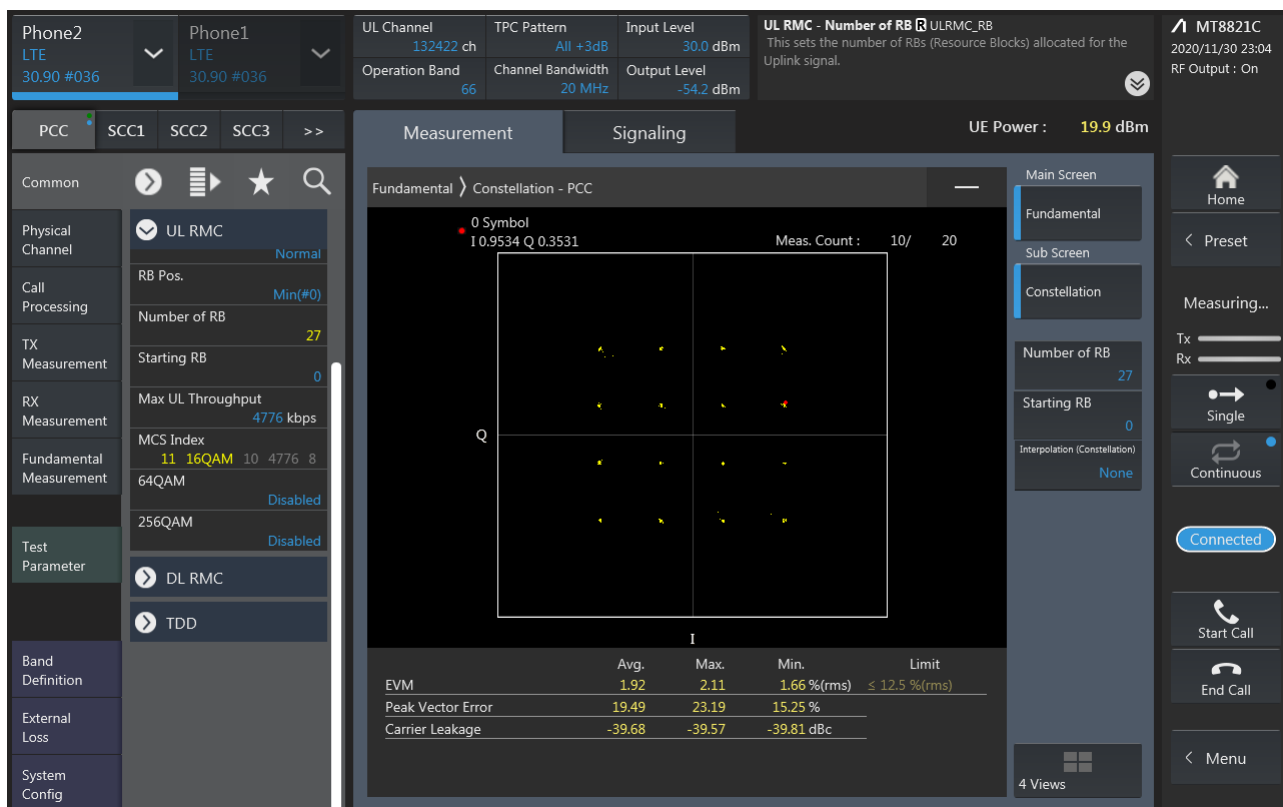 Phone2
LTE
30.90 #036
Phone1
LTE
30.90 #036
UL Channel
132422 ch
TPC Pattern
All +3dB
Input Level
30.0 dBm
Operation Band
66
Channel Bandwidth
20 MHz
Output Level
-54.2 dBm
UL RMC - Number of RB R ULRMC_RB
This sets the number of RBs (Resource Blocks) allocated for the
Uplink signal.
MT8821C
2020/11/30 23:04
RF Output : On
PCC SCC1 SCC2 SCC3 >>
Measurement
Signaling
UE Power : 19.9 dBm
Common
Physical
Channel
Call
Processing
TX
Measurement
RX
Measurement
Fundamental
Measurement
Test
Parameter
Band
Definition
External
Loss
System
Config
UL RMC
Normal
RB Pos.
Min(#0)
Number of RB
27
Starting RB
0
Max UL Throughput
4776 kbps
MCS Index
11 16QAM 10 4776 8
64QAM
Disabled
256QAM
Disabled
DL RMC
TDD
Fundamental 〉 Constellation - PCC
0 Symbol
I 0.9534 Q 0.3531
Meas. Count : 10/ 20
Q
I
Avg. Max. Min. Limit
EVM 1.92 2.11 1.66 %(rms) ≤ 12.5 %(rms)
Peak Vector Error 19.49 23.19 15.25 %
Carrier Leakage -39.68 -39.57 -39.81 dBc
Main Screen
Fundamental
Sub Screen
Constellation
Number of RB
27
Starting RB
0
Interpolation (Constellation)
None
4 Views
Home
< Preset
Measuring...
Tx
Rx
Single
Continuous
Connected
Start Call
End Call
< Menu